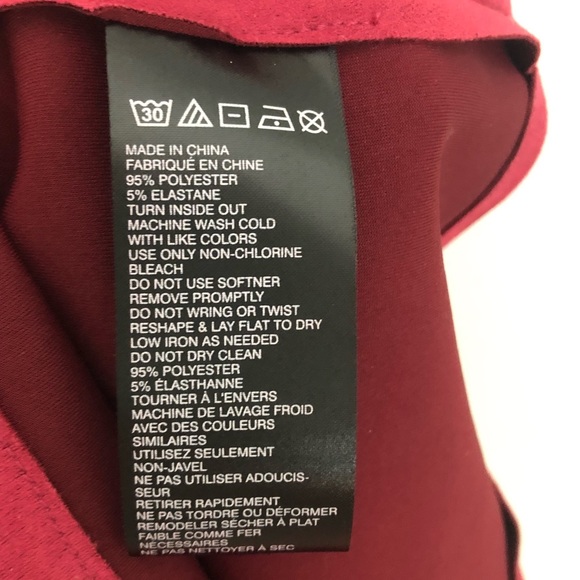 30
MADE IN CHINA
FABRIQUÉ EN CHINE
95% POLYESTER
5% ELASTANE
TURN INSIDE OUT
MACHINE WASH COLD
WITH LIKE COLORS
USE ONLY NON-CHLORINE
BLEACH
DO NOT USE SOFTNER
REMOVE PROMPTLY
DO NOT WRING OR TWIST
RESHAPE & LAY FLAT TO DRY
LOW IRON AS NEEDED
DO NOT DRY CLEAN
95% POLYESTER
5% ÉLASTHANNE
TOURNER À L'ENVERS
MACHINE DE LAVAGE FROID
AVEC DES COULEURS
SIMILAIRES
UTILISEZ SEULEMENT
NON-JAVEL
NE PAS UTILISER ADOUCIS-
SEUR
RETIRER RAPIDEMENT
NE PAS TORDRE OU DÉFORMER
REMODELER SÉCHER À PLAT
FAIBLE COMME FER
NÉCESSAIRES
NE PAS NETTOYER À SEC